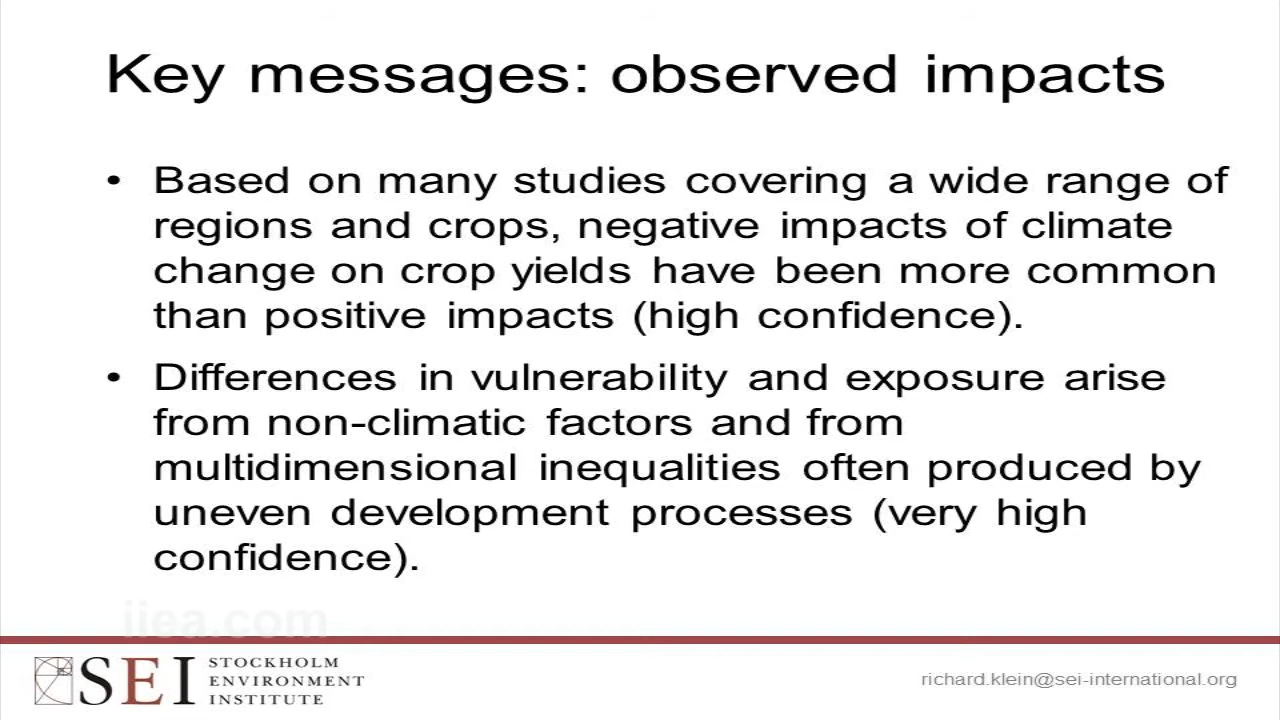 Key messages: observed impacts
• Based on many studies covering a wide range of
regions and crops, negative impacts of climate
change on crop yields have been more common
than positive impacts (high confidence).
• Differences in vulnerability and exposure arise
from non-climatic factors and from
multidimensional inequalities often produced by
uneven development processes (very high
confidence).
iiea.com
SEI STOCKHOLM
ENVIRONMENT
INSTITUTE
richard.klein@sei-international.org